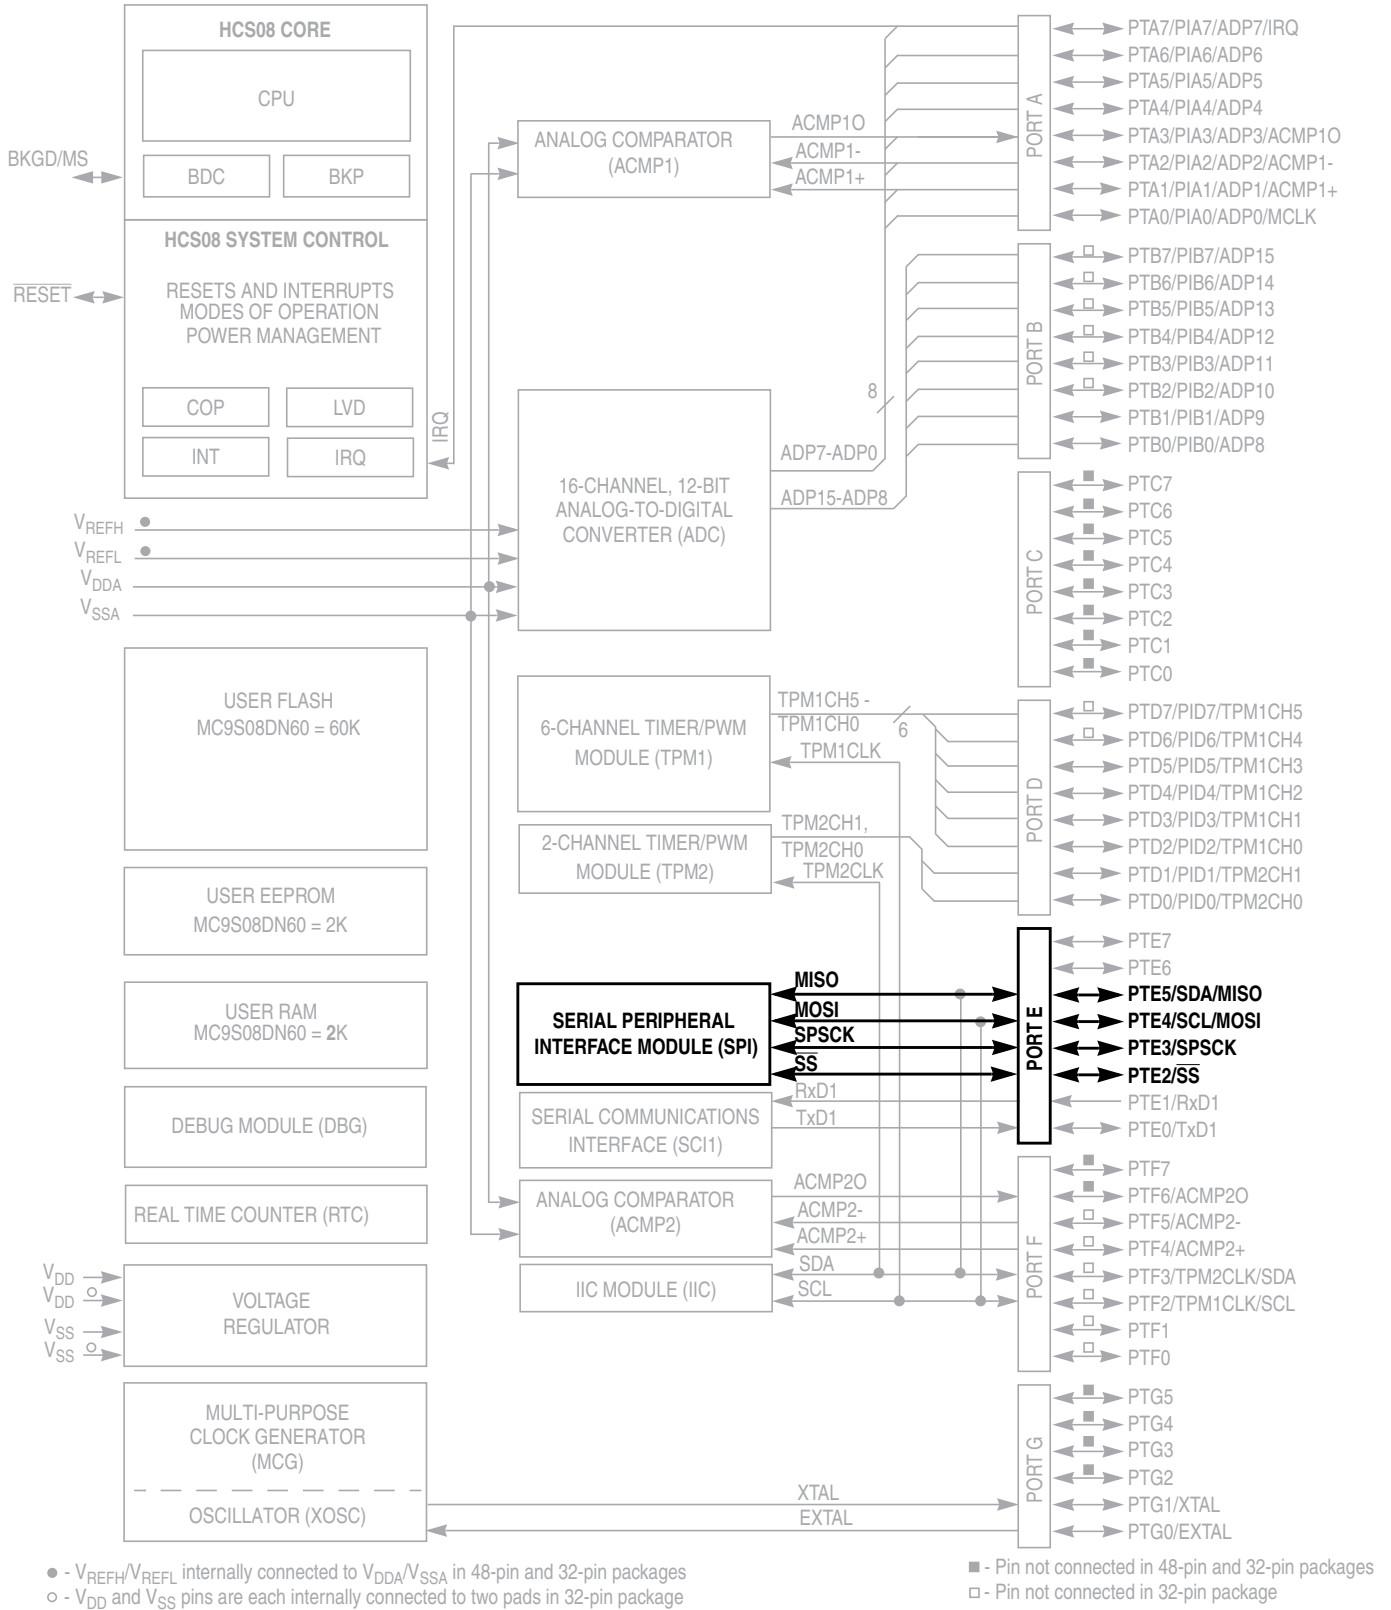 HCS08 CORE
CPU
BDC
BKP
BKGD/MS
HCS08 SYSTEM CONTROL
RESETS AND INTERRUPTS
MODES OF OPERATION
POWER MANAGEMENT
RESET
COP
LVD
INT
IRQ
IRQ
VREFH
VREFL
VDDA
VSSA
USER FLASH
MC9S08DN60 = 60K
USER EEPROM
MC9S08DN60 = 2K
USER RAM
MC9S08DN60 = 2K
DEBUG MODULE (DBG)
REAL TIME COUNTER (RTC)
VDD
VDD
VSS
VSS
VOLTAGE
REGULATOR
MULTI-PURPOSE
CLOCK GENERATOR
(MCG)
OSCILLATOR (XOSC)
ANALOG COMPARATOR
(ACMP1)
ACMP1O
ACMP1-
ACMP1+
16-CHANNEL, 12-BIT
ANALOG-TO-DIGITAL
CONVERTER (ADC)
8
ADP7-ADP0
ADP15-ADP8
6-CHANNEL TIMER/PWM
MODULE (TPM1)
TPM1CH5 -
TPM1CH0
6
TPM1CLK
2-CHANNEL TIMER/PWM
MODULE (TPM2)
TPM2CH1,
TPM2CH0
TPM2CLK
SERIAL PERIPHERAL
INTERFACE MODULE (SPI)
MISO
MOSI
SPSCK
SS
SERIAL COMMUNICATIONS
INTERFACE (SCI1)
RxD1
TxD1
ANALOG COMPARATOR
(ACMP2)
ACMP2O
ACMP2-
ACMP2+
IIC MODULE (IIC)
SDA
SCL
XTAL
EXTAL
PORT A
PTA7/PIA7/ADP7/IRQ
PTA6/PIA6/ADP6
PTA5/PIA5/ADP5
PTA4/PIA4/ADP4
PTA3/PIA3/ADP3/ACMP1O
PTA2/PIA2/ADP2/ACMP1-
PTA1/PIA1/ADP1/ACMP1+
PTA0/PIA0/ADP0/MCLK
PORT B
PTB7/PIB7/ADP15
PTB6/PIB6/ADP14
PTB5/PIB5/ADP13
PTB4/PIB4/ADP12
PTB3/PIB3/ADP11
PTB2/PIB2/ADP10
PTB1/PIB1/ADP9
PTB0/PIB0/ADP8
PORT C
PTC7
PTC6
PTC5
PTC4
PTC3
PTC2
PTC1
PTC0
PORT D
PTD7/PID7/TPM1CH5
PTD6/PID6/TPM1CH4
PTD5/PID5/TPM1CH3
PTD4/PID4/TPM1CH2
PTD3/PID3/TPM1CH1
PTD2/PID2/TPM1CH0
PTD1/PID1/TPM2CH1
PTD0/PID0/TPM2CH0
PORT E
PTE7
PTE6
PTE5/SDA/MISO
PTE4/SCL/MOSI
PTE3/SPSCK
PTE2/SS
PTE1/RxD1
PTE0/TxD1
PORT F
PTF7
PTF6/ACMP2O
PTF5/ACMP2-
PTF4/ACMP2+
PTF3/TPM2CLK/SDA
PTF2/TPM1CLK/SCL
PTF1
PTF0
PORT G
PTG5
PTG4
PTG3
PTG2
PTG1/XTAL
PTG0/EXTAL
● - VREFH/VREFL internally connected to VDDA/VSSA in 48-pin and 32-pin packages
○ - VDD and VSS pins are each internally connected to two pads in 32-pin package
■ - Pin not connected in 48-pin and 32-pin packages
□ - Pin not connected in 32-pin package